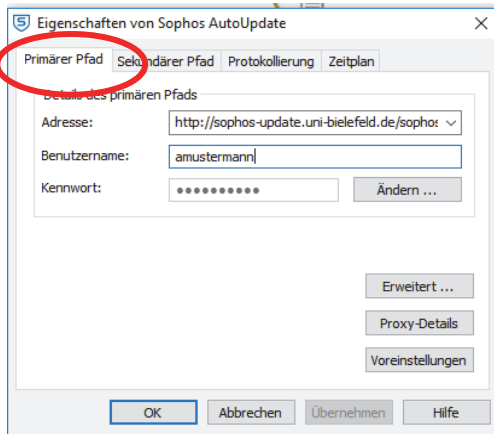 Eigenschaften von Sophos AutoUpdate
Primärer Pfad Sekundärer Pfad Protokollierung Zeitplan
Details des primären Pfads
Adresse: http://sophos-update.uni-bielefeld.de/sophos
Benutzername: amustermann
Kennwort: ●●●●●●●●●● Ändern ...
Erweitert ...
Proxy-Details
Voreinstellungen
OK Abbrechen Übernehmen Hilfe